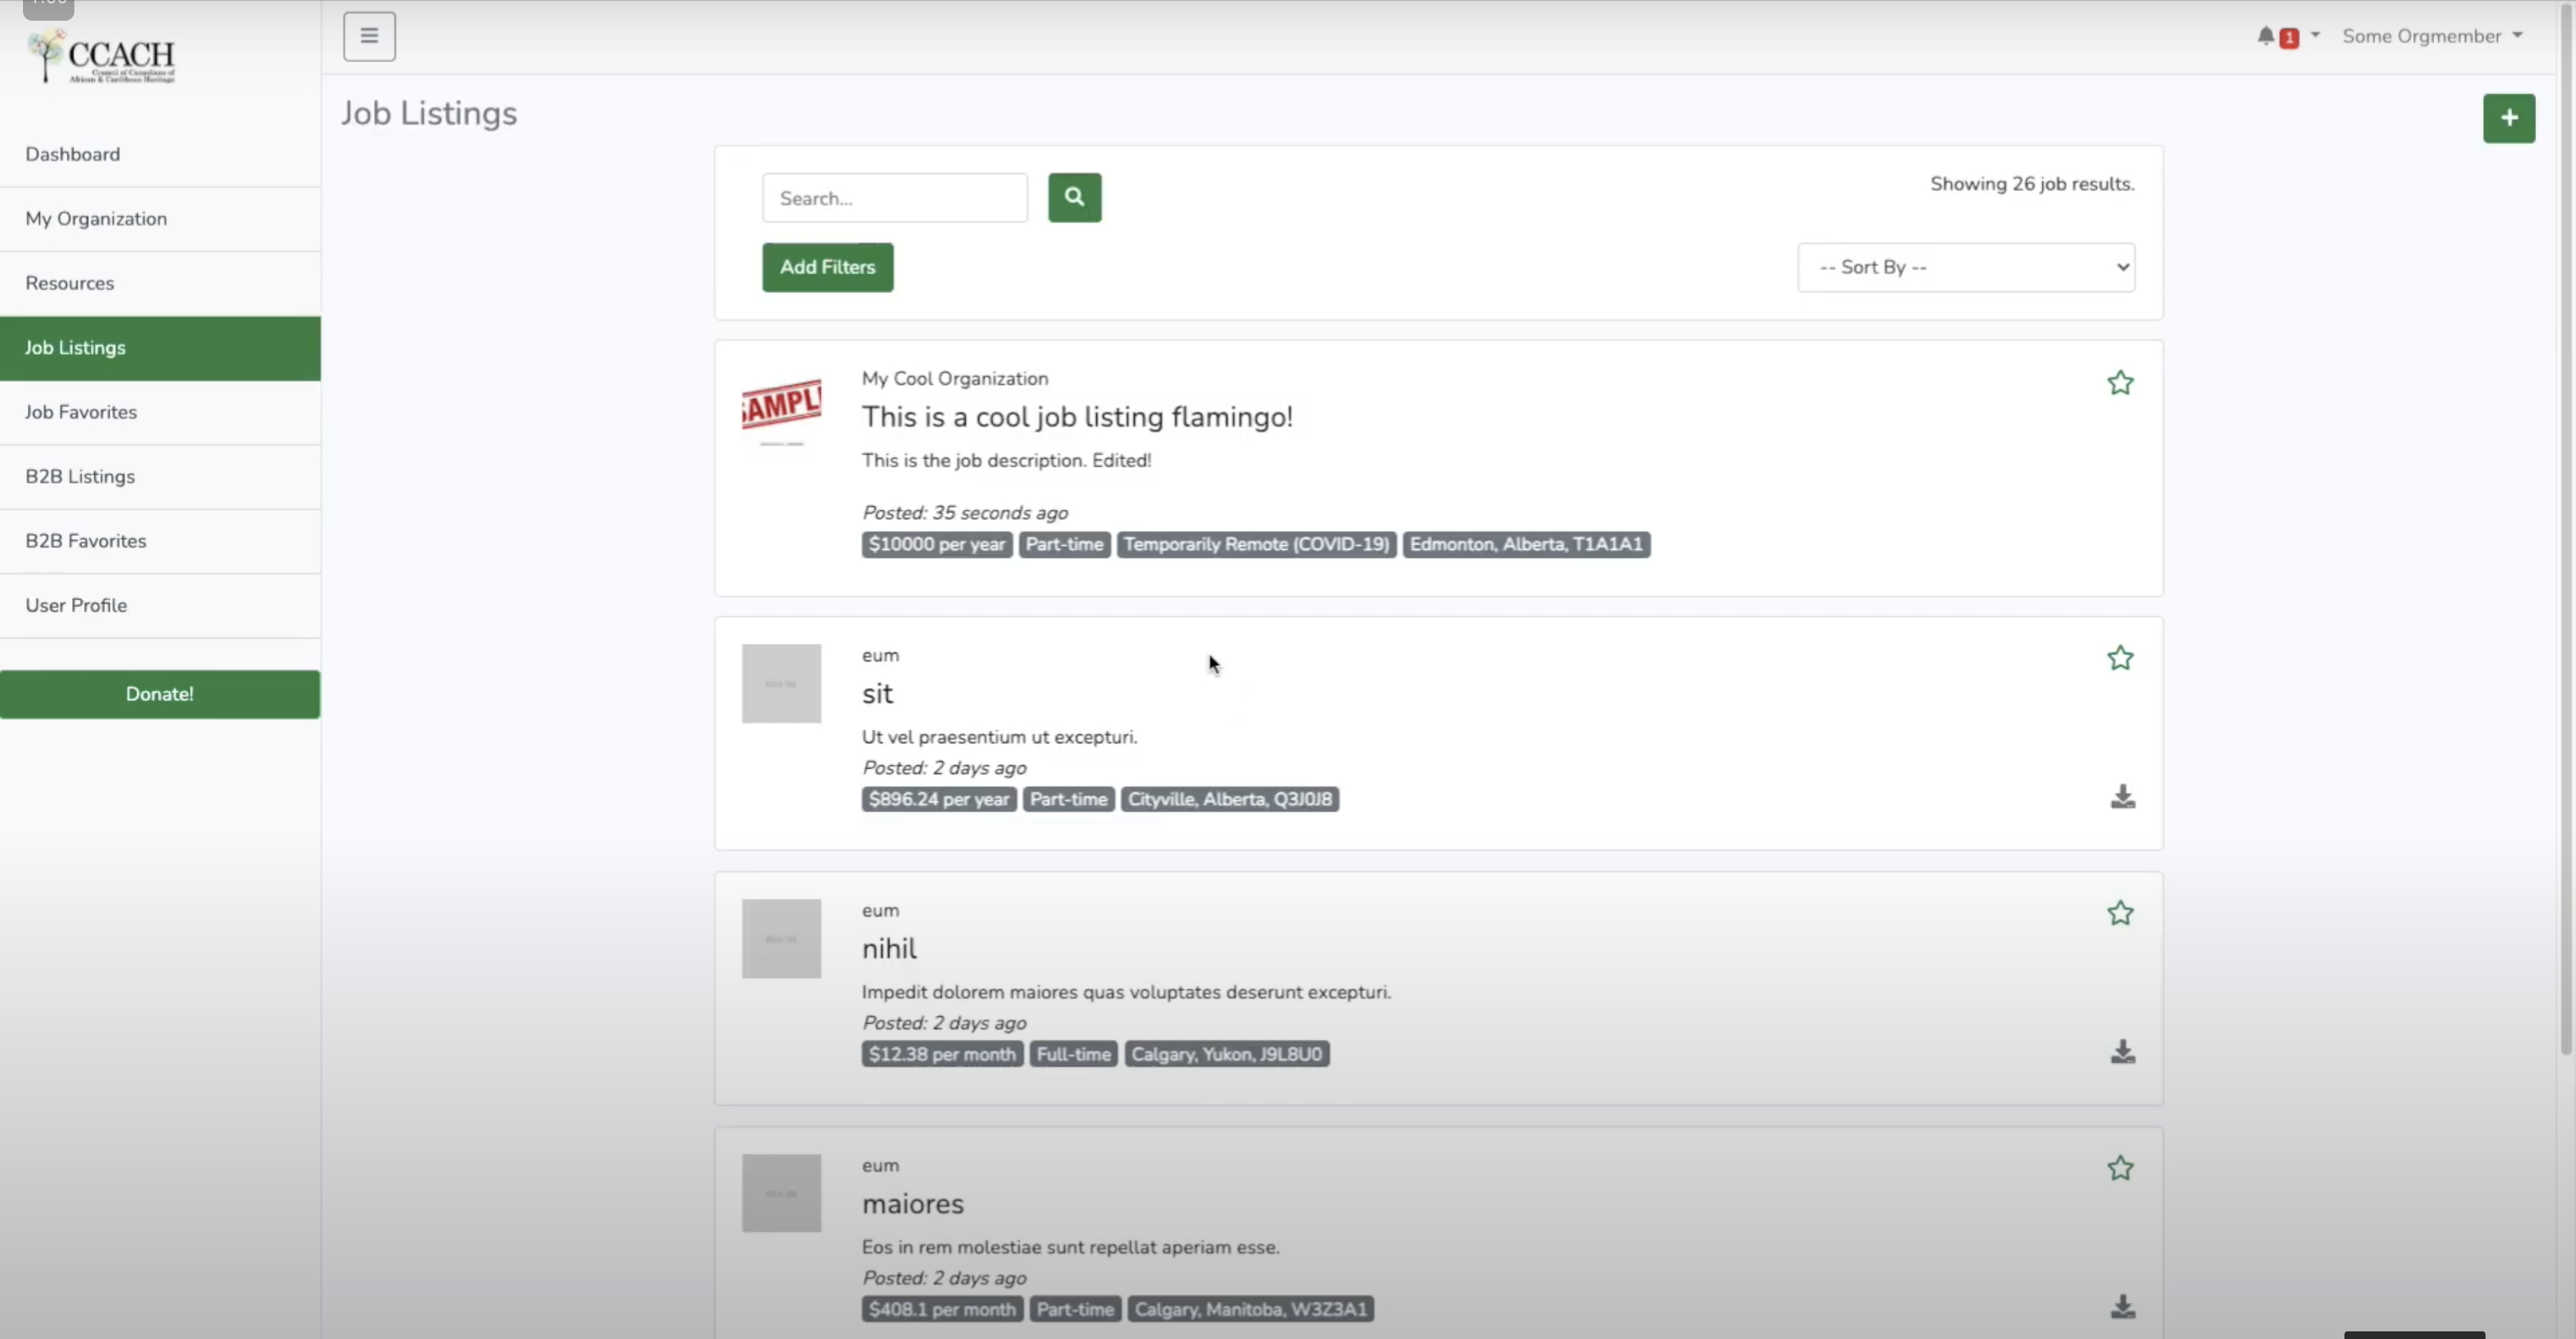 CCACH
Council of Canadians of
African & Caribbean Heritage
1
Some Orgmember
Dashboard
My Organization
Resources
Job Listings
Job Favorites
B2B Listings
B2B Favorites
User Profile
Donate!
Job Listings
+
Search...
Showing 26 job results.
Add Filters
-- Sort By --
SAMPL
My Cool Organization
This is a cool job listing flamingo!
This is the job description. Edited!
Posted: 35 seconds ago
$10000 per year Part-time Temporarily Remote (COVID-19) Edmonton, Alberta, T1A1A1
eum
sit
Ut vel praesentium ut excepturi.
Posted: 2 days ago
$896.24 per year Part-time Cityville, Alberta, Q3J0J8
eum
nihil
Impedit dolorem maiores quas voluptates deserunt excepturi.
Posted: 2 days ago
$12.38 per month Full-time Calgary, Yukon, J9L8U0
eum
maiores
Eos in rem molestiae sunt repellat aperiam esse.
Posted: 2 days ago
$408.1 per month Part-time Calgary, Manitoba, W3Z3A1